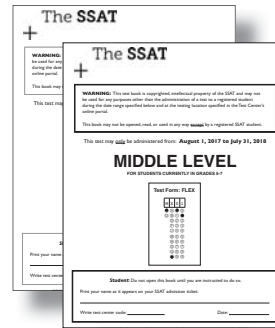 The SSAT
WARNING:
be used for any
during the date
online portal.
This book may
This test may
Print your name
Write test center
The SSAT
WARNING: This test book is copyrighted, intellectual property of the SSAT and may not
be used for any purposes other than the administration of a test to a registered student
during the date range specified below and at the testing location specified in the Test Center's
online portal.
This book may not be opened, read, or used in any way except by a registered SSAT student.
This test may only be administered from: August 1, 2017 to July 31, 2018
MIDDLE LEVEL
FOR STUDENTS CURRENTLY IN GRADES 5-7
Test Form: FLEX
Student: Do not open this book until you are instructed to do so.
Print your name as it appears on your SSAT admission ticket:
Write test center code:
Date: